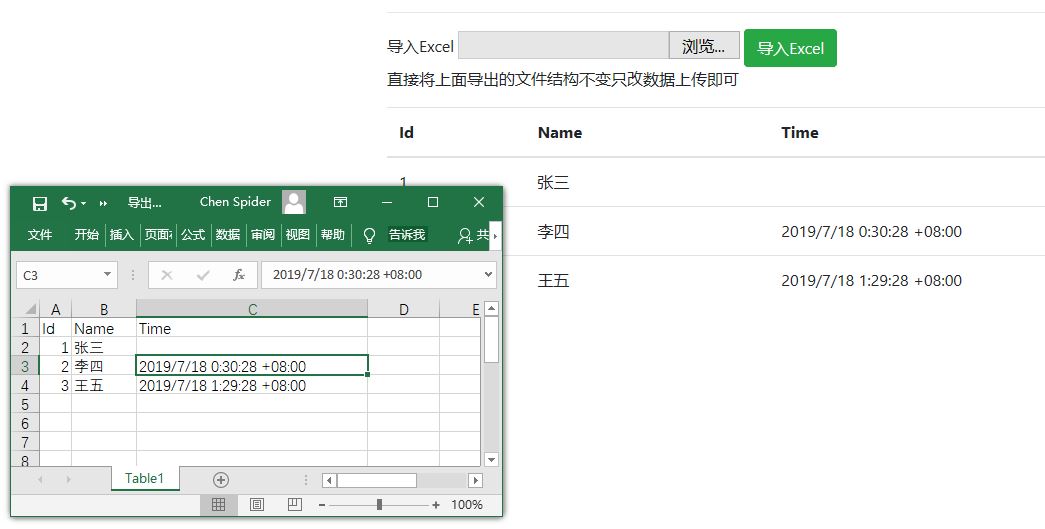 导入Excel 浏览... 导入Excel
直接将上面导出的文件结构不变只改数据上传即可
Id Name Time
1 张三
李四 2019/7/18 0:30:28 +08:00
王五 2019/7/18 1:29:28 +08:00
导出... Chen Spider
文件 开始 插入 页面 公式 数据 审阅 视图 帮助 告诉我 共
C3 fx 2019/7/18 0:30:28 +08:00
A B C D E
1 Id Name Time
2 1 张三
3 2 李四 2019/7/18 0:30:28 +08:00
4 3 王五 2019/7/18 1:29:28 +08:00
5
6
7
8
Table1
100%